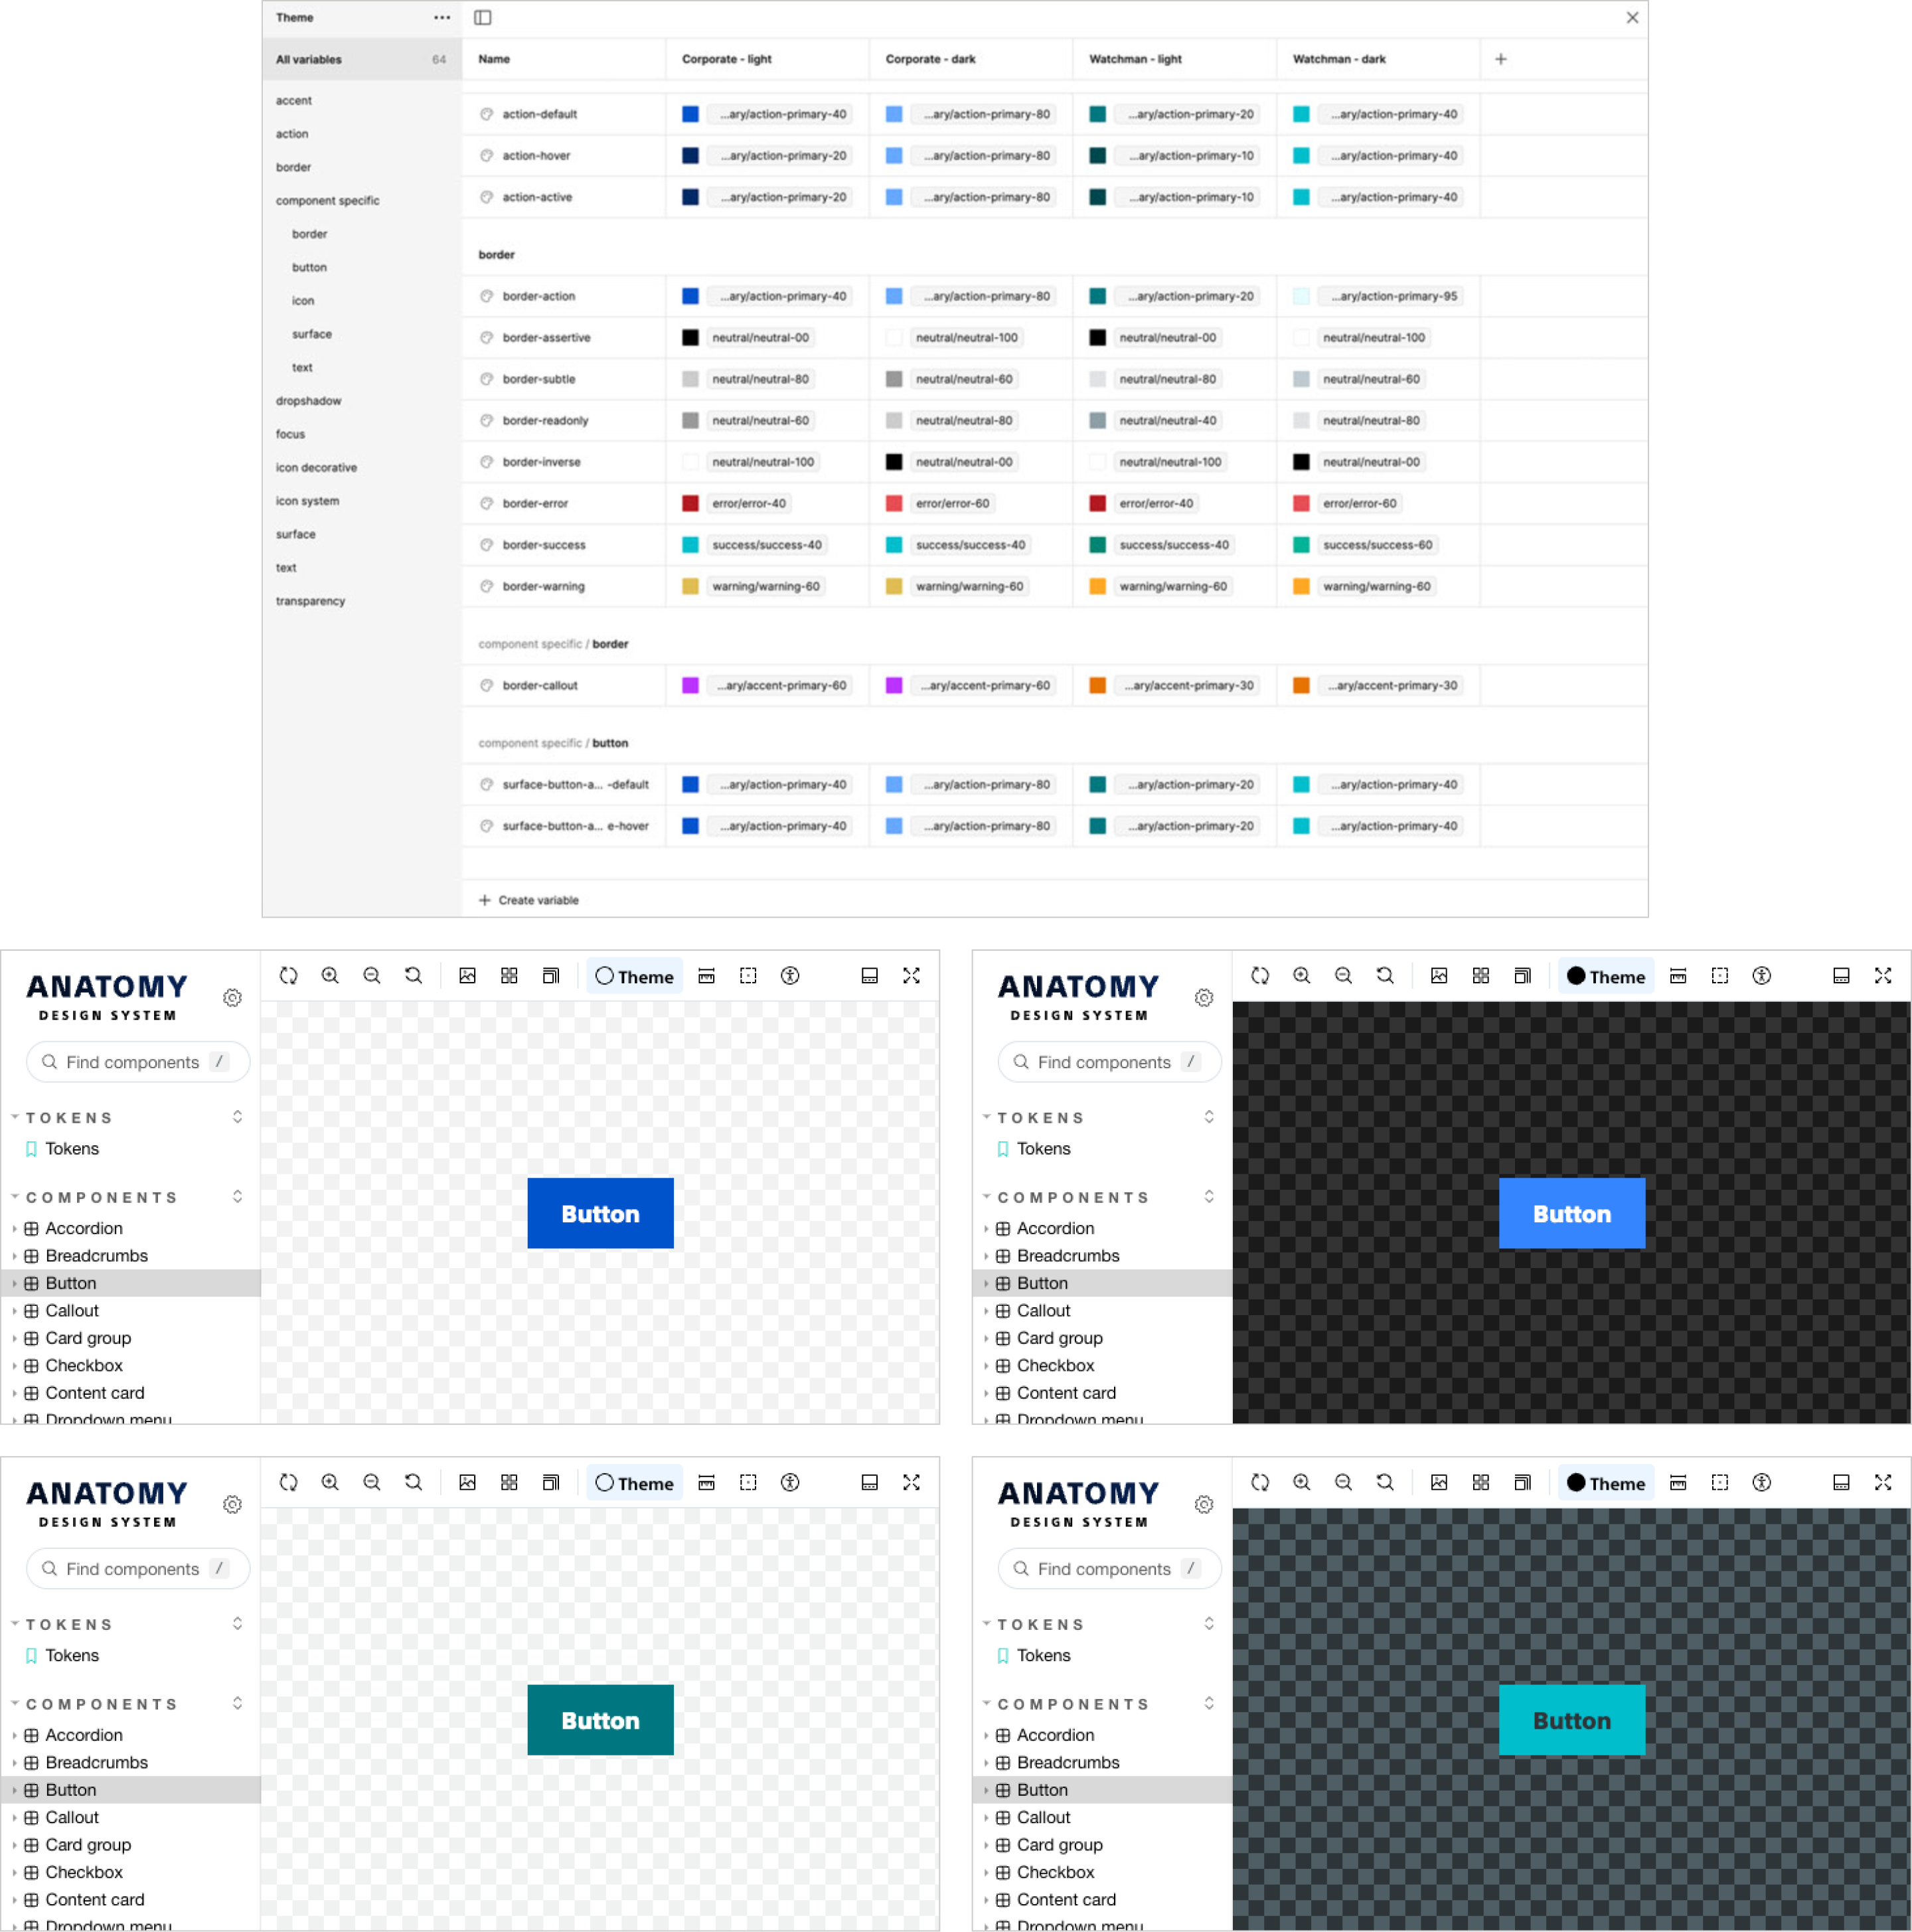 Theme
All variables 64
accent
action
border
component specific
border
button
icon
surface
text
dropshadow
focus
icon decorative
icon system
surface
text
transparency
Name Corporate - light Corporate - dark Watchman - light Watchman - dark
action-default ...ary/action-primary-40 ...ary/action-primary-80 ...ary/action-primary-20 ...ary/action-primary-40
action-hover ...ary/action-primary-20 ...ary/action-primary-80 ...ary/action-primary-10 ...ary/action-primary-40
action-active ...ary/action-primary-20 ...ary/action-primary-80 ...ary/action-primary-10 ...ary/action-primary-40
border
border-action ...ary/action-primary-40 ...ary/action-primary-80 ...ary/action-primary-20 ...ary/action-primary-95
border-assertive neutral/neutral-00 neutral/neutral-100 neutral/neutral-00 neutral/neutral-100
border-subtle neutral/neutral-80 neutral/neutral-60 neutral/neutral-80 neutral/neutral-60
border-readonly neutral/neutral-60 neutral/neutral-80 neutral/neutral-40 neutral/neutral-80
border-inverse neutral/neutral-100 neutral/neutral-00 neutral/neutral-100 neutral/neutral-00
border-error error/error-40 error/error-60 error/error-40 error/error-60
border-success success/success-40 success/success-40 success/success-40 success/success-60
border-warning warning/warning-60 warning/warning-60 warning/warning-60 warning/warning-60
component specific / border
border-callout ...ary/accent-primary-60 ...ary/accent-primary-60 ...ary/accent-primary-30 ...ary/accent-primary-30
component specific / button
surface-button-a... -default ...ary/action-primary-40 ...ary/action-primary-80 ...ary/action-primary-20 ...ary/action-primary-40
surface-button-a... e-hover ...ary/action-primary-40 ...ary/action-primary-80 ...ary/action-primary-20 ...ary/action-primary-40
Create variable
ANATOMY
DESIGN SYSTEM
Find components /
TOKENS
Tokens
COMPONENTS
Accordion
Breadcrumbs
Button
Callout
Card group
Checkbox
Content card
Dropdown menu
Theme
Button
ANATOMY
DESIGN SYSTEM
Find components /
TOKENS
Tokens
COMPONENTS
Accordion
Breadcrumbs
Button
Callout
Card group
Checkbox
Content card
Dropdown menu
Theme
Button
ANATOMY
DESIGN SYSTEM
Find components /
TOKENS
Tokens
COMPONENTS
Accordion
Breadcrumbs
Button
Callout
Card group
Checkbox
Content card
Dropdown menu
Theme
Button
ANATOMY
DESIGN SYSTEM
Find components /
TOKENS
Tokens
COMPONENTS
Accordion
Breadcrumbs
Button
Callout
Card group
Checkbox
Content card
Dropdown menu
Theme
Button